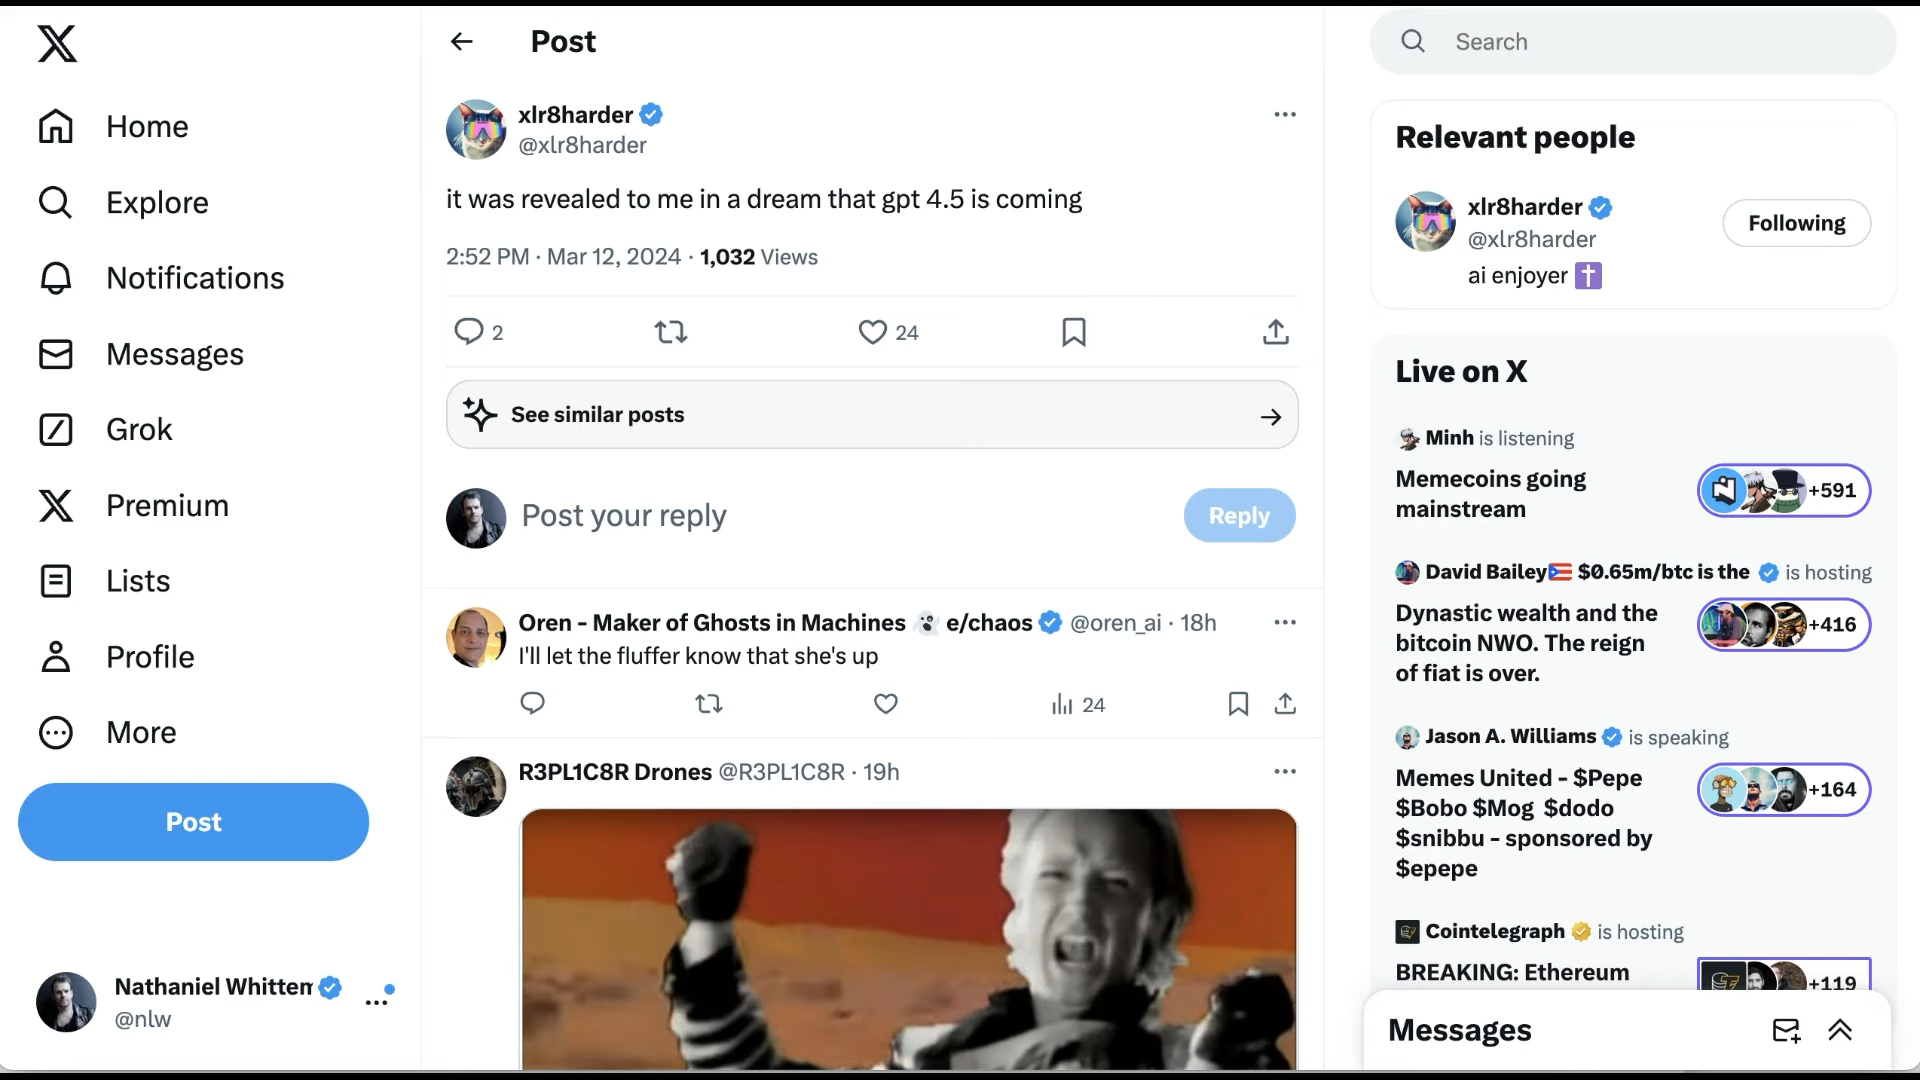 Home
Explore
Notifications
Messages
Grok
Premium
Lists
Profile
More
Post
Nathaniel Whittem
@nlw
Post
xlr8harder
@xlr8harder
it was revealed to me in a dream that gpt 4.5 is coming
2:52 PM · Mar 12, 2024 · 1,032 Views
2
24
See similar posts
Post your reply
Reply
Oren - Maker of Ghosts in Machines 👻 e/chaos @oren_ai · 18h
I'll let the fluffer know that she's up
24
R3PL1C8R Drones @R3PL1C8R · 19h
Search
Relevant people
xlr8harder
@xlr8harder
Following
ai enjoyer ✝️
Live on X
Minh is listening
Memecoins going
mainstream
+591
David Bailey🇵🇷 $0.65m/btc is the is hosting
Dynastic wealth and the
bitcoin NWO. The reign
of fiat is over.
+416
Jason A. Williams is speaking
Memes United - $Pepe
$Bobo $Mog $dodo
$snibbu - sponsored by
$epepe
+164
Cointelegraph is hosting
BREAKING: Ethereum
+119
Messages